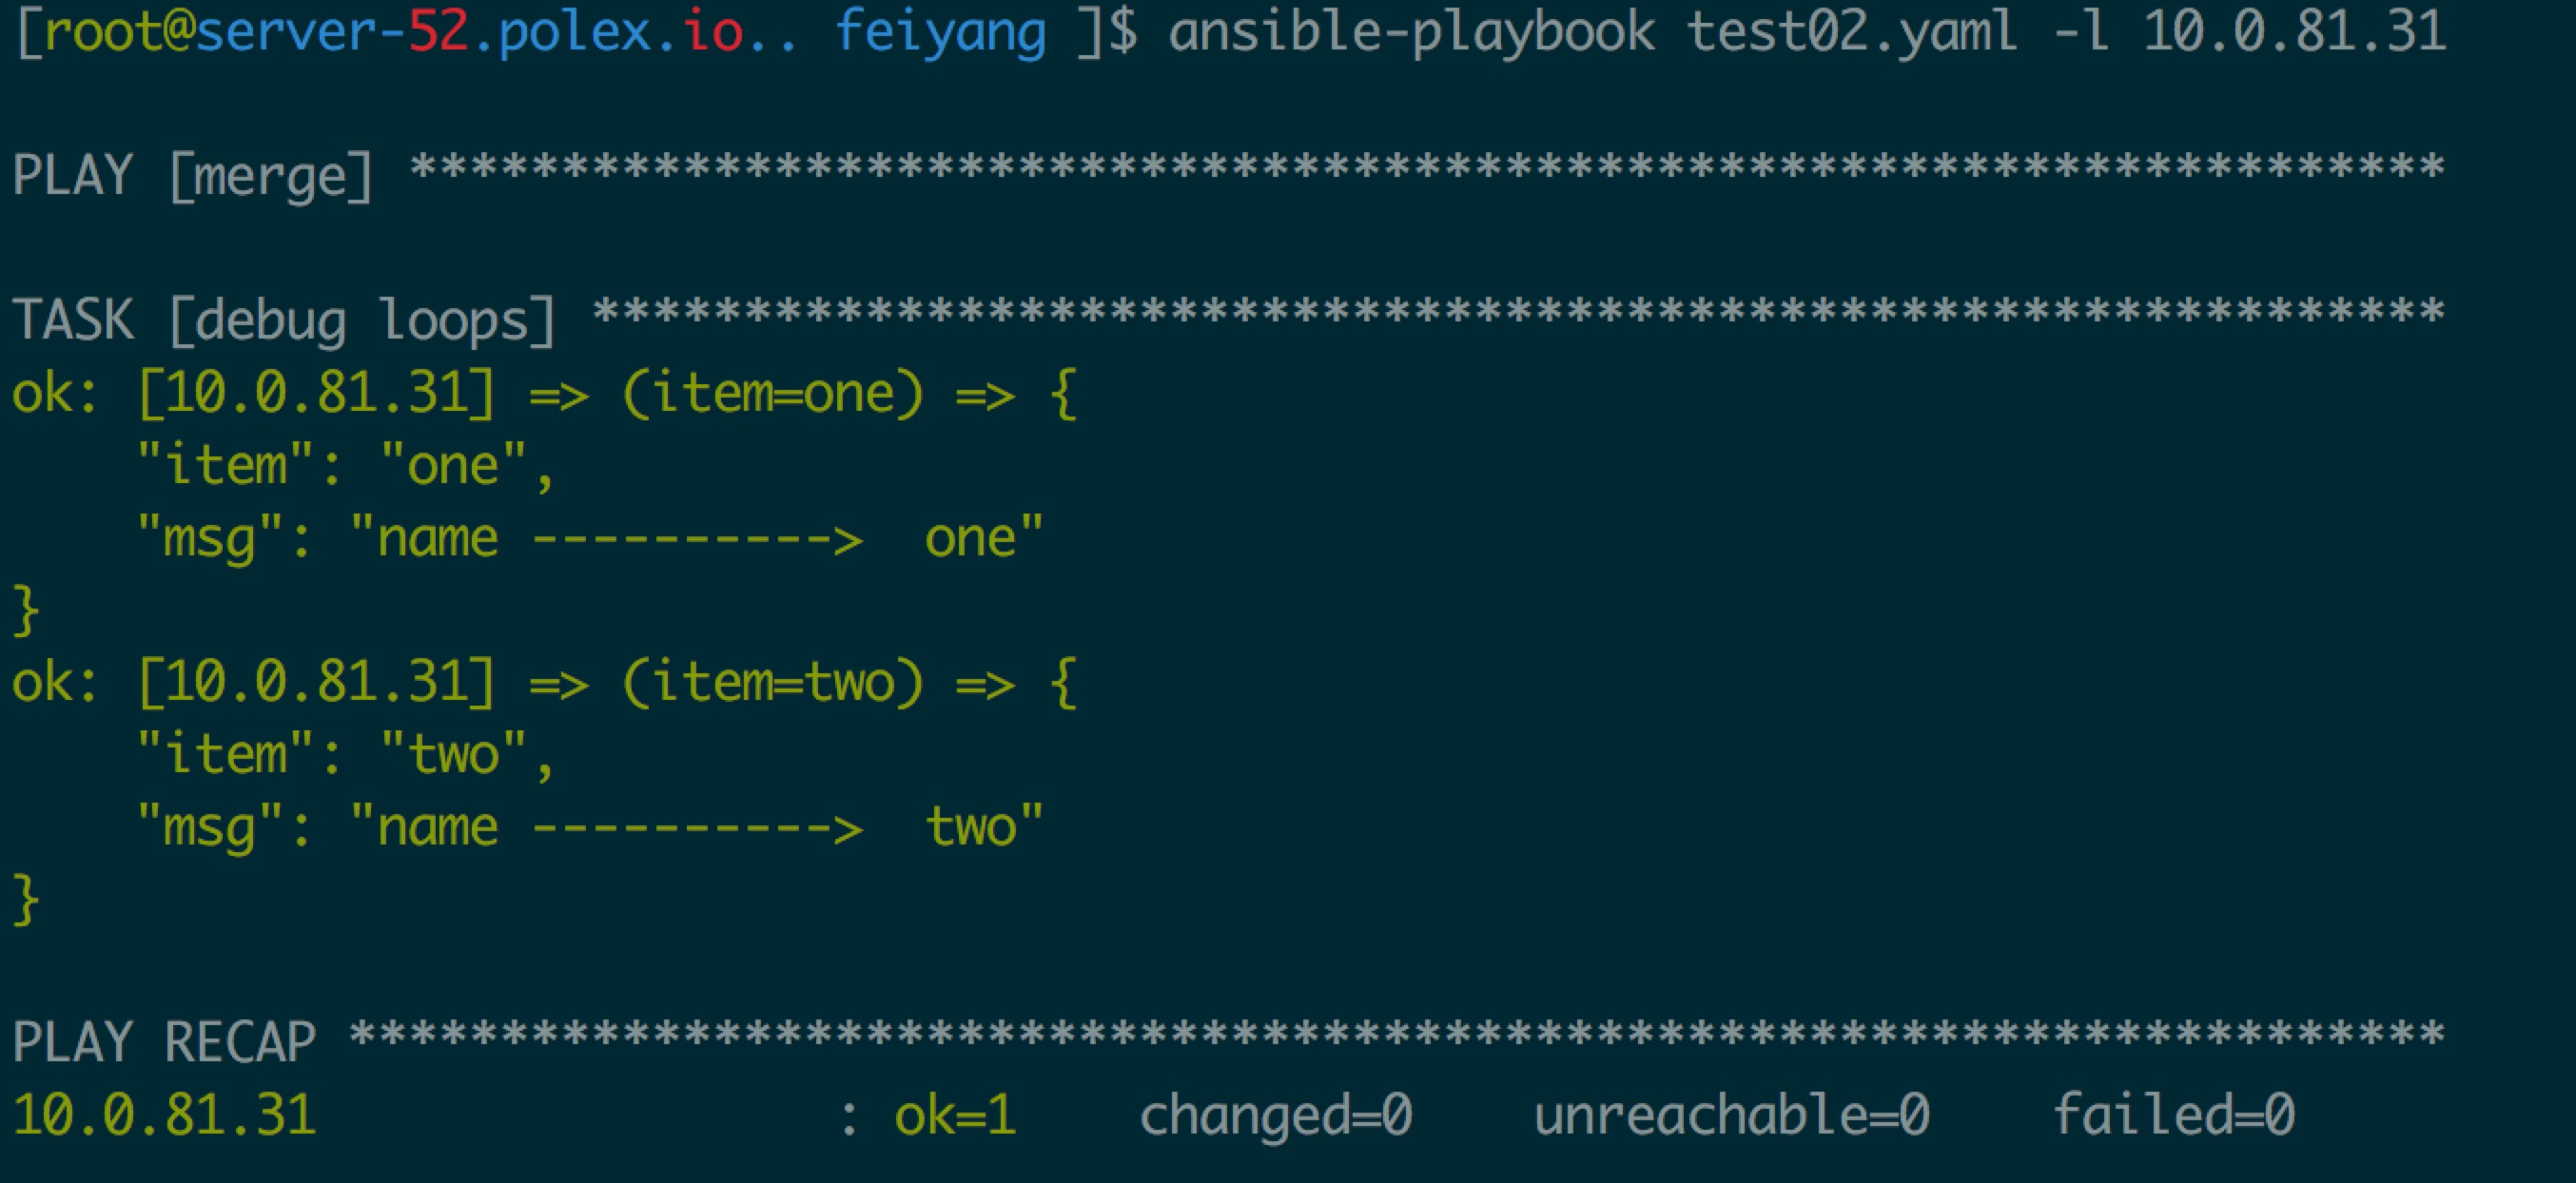 [root@server-52.polex.io.. feiyang ]$ ansible-playbook test02.yaml -l 10.0.81.31
PLAY [merge] *******************************************************************
TASK [debug loops] *************************************************************
ok: [10.0.81.31] => (item=one) => {
    "item": "one",
    "msg": "name ---------->  one"
}
ok: [10.0.81.31] => (item=two) => {
    "item": "two",
    "msg": "name ---------->  two"
}
PLAY RECAP *********************************************************************
10.0.81.31                 : ok=1    changed=0    unreachable=0    failed=0